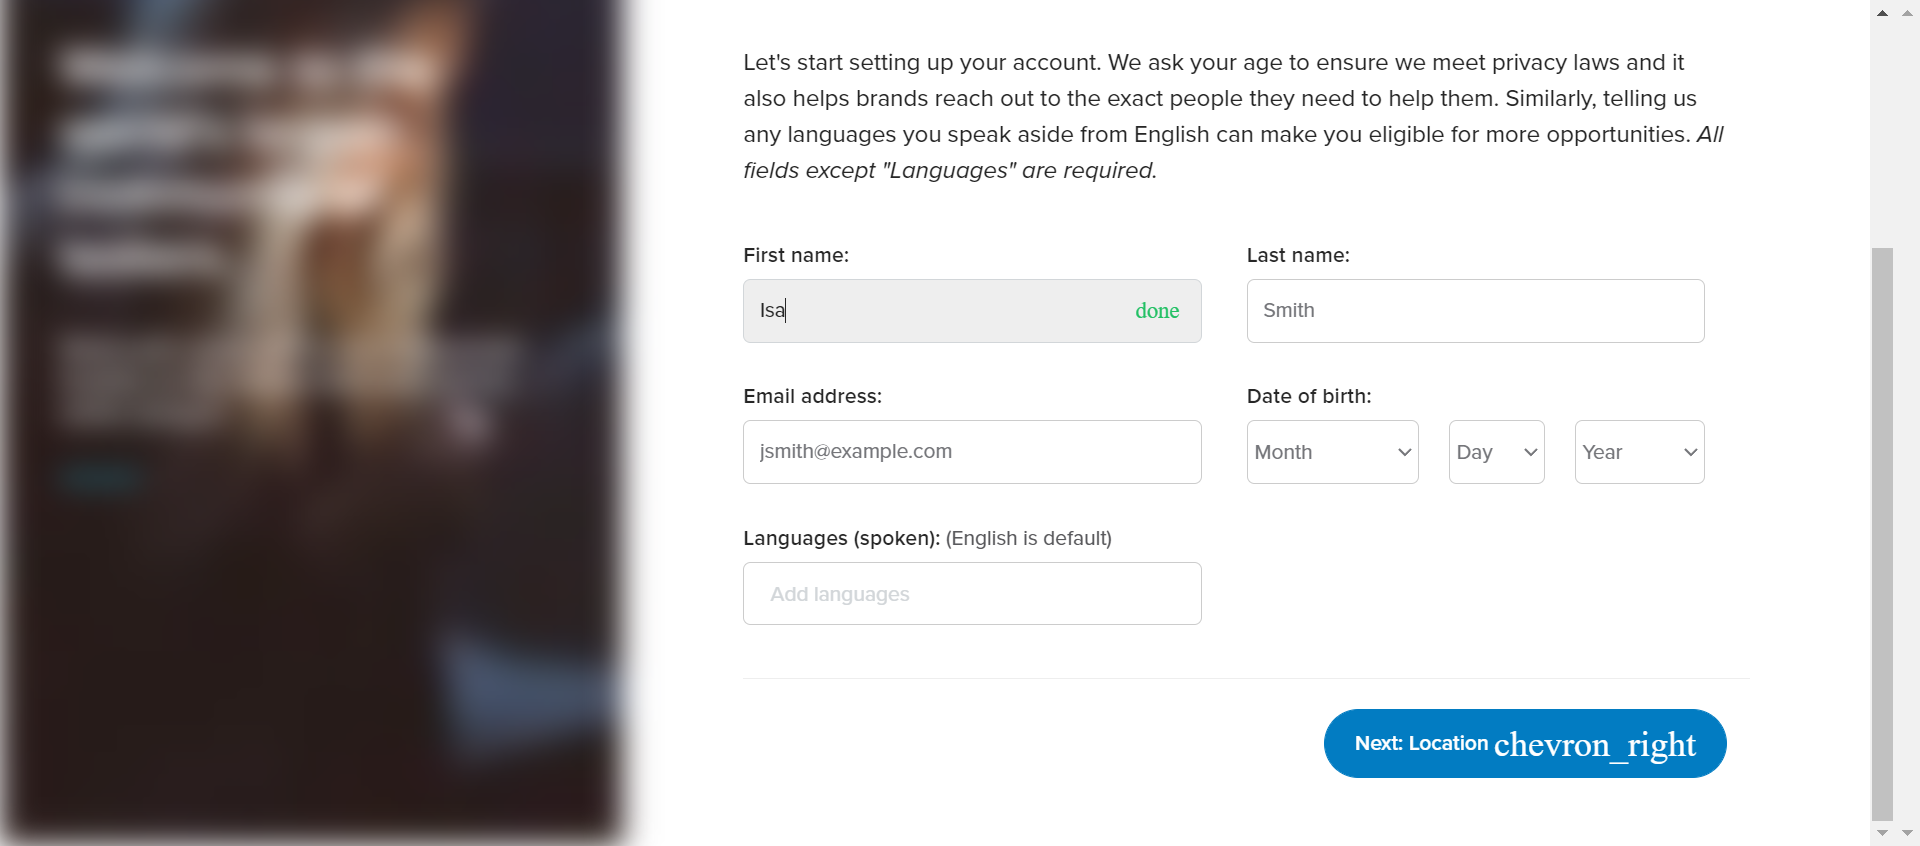 Let's start setting up your account. We ask your age to ensure we meet privacy laws and it
also helps brands reach out to the exact people they need to help them. Similarly, telling us
any languages you speak aside from English can make you eligible for more opportunities. All
fields except "Languages" are required.
First name:
Last name:
Isa
done
Smith
Email address:
Date of birth:
jsmith@example.com
Month
Day
Year
Languages (spoken): (English is default)
Add languages
Next: Location chevron_right